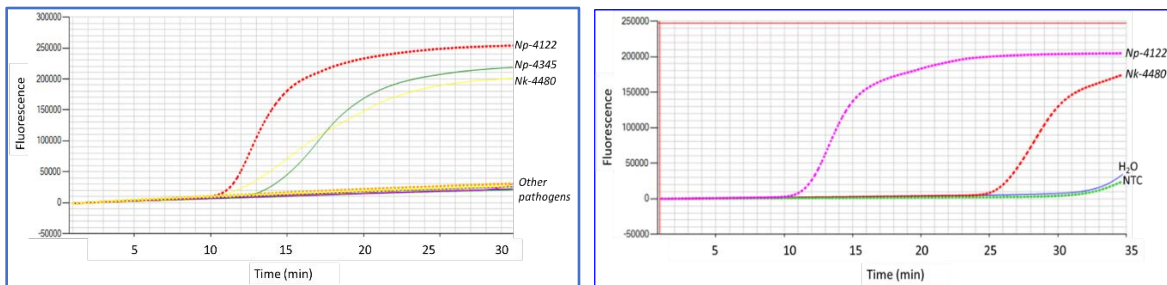 300000
250000
200000
150000
100000
50000
0
-50000
Fluorescence
5 10 15 20 25 30
Time (min)
Np-4122
Np-4345
Nk-4480
Other
pathogens
250000
200000
150000
100000
50000
0
-50000
Fluorescence
5 10 15 20 25 30 35
Time (min)
Np-4122
Nk-4480
H₂O
NTC